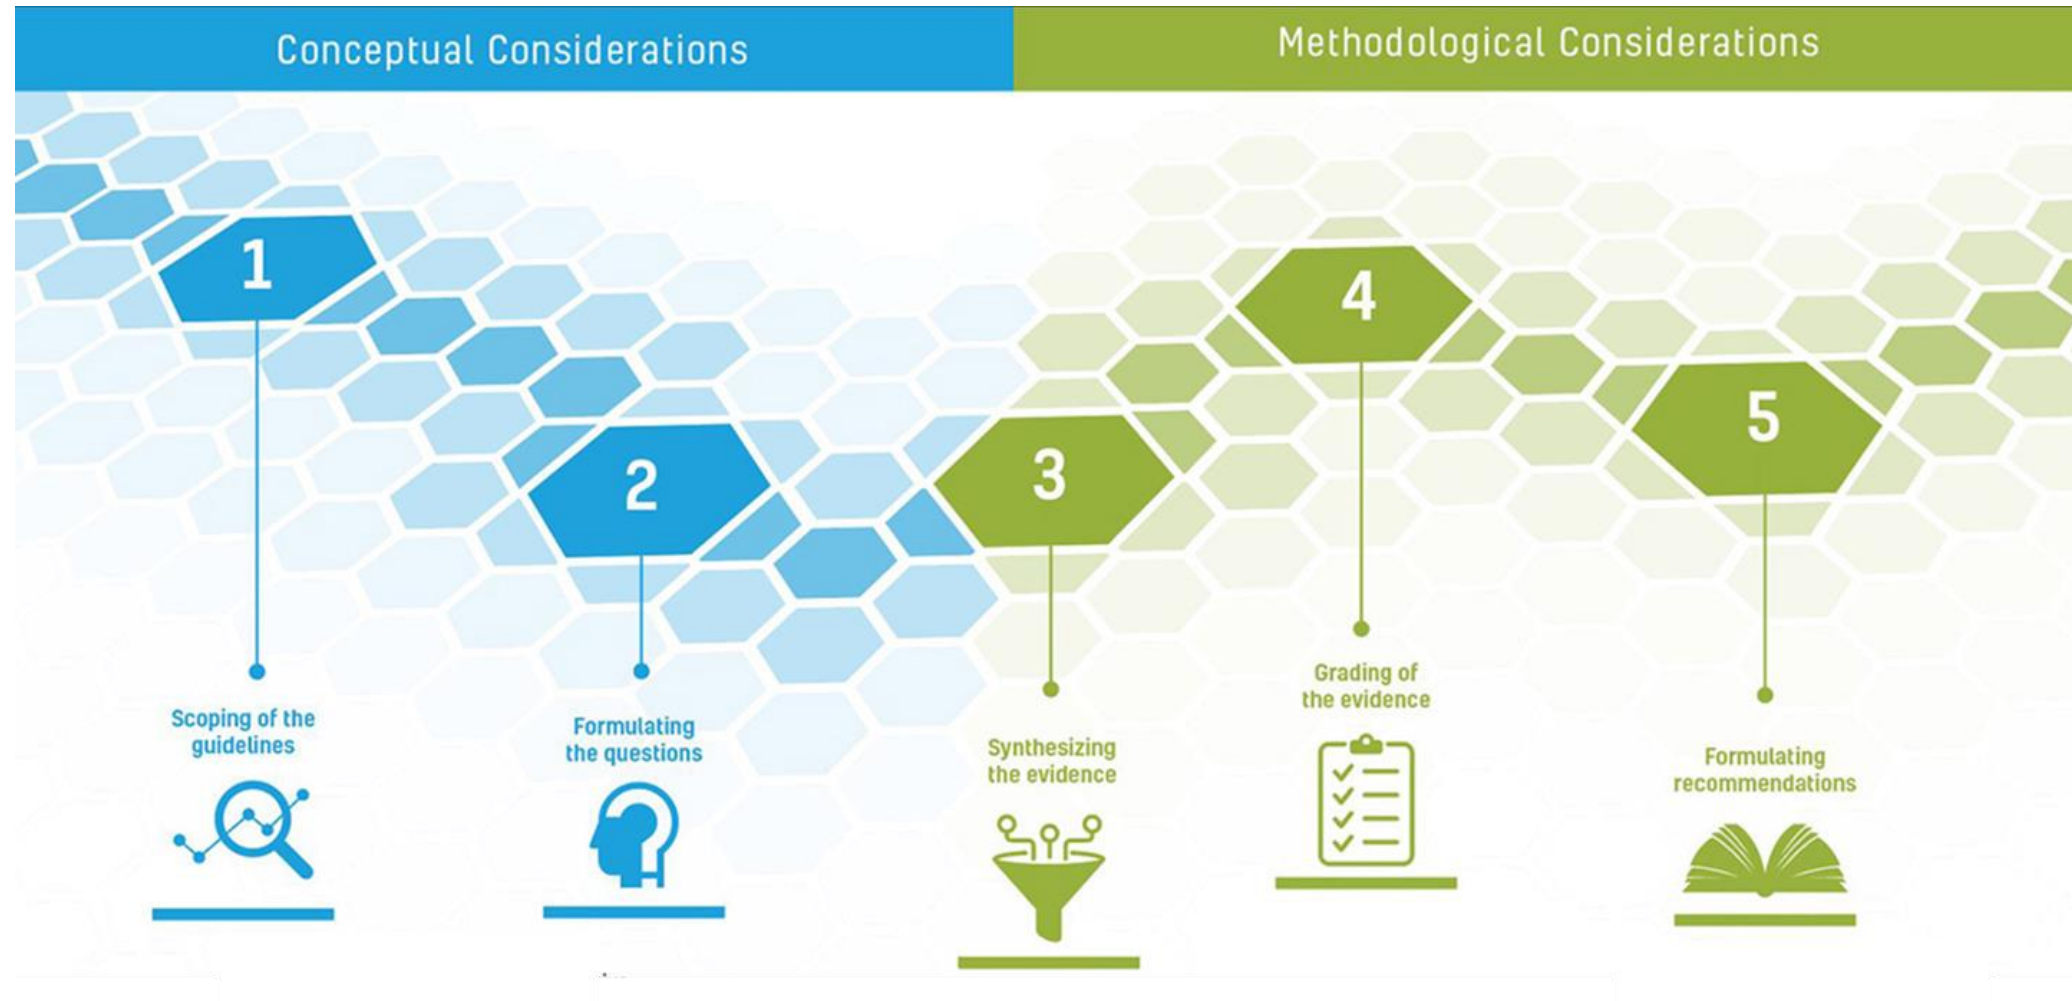 Conceptual Considerations
Methodological Considerations
1
2
3
4
5
Scoping of the
guidelines
Formulating
the questions
Synthesizing
the evidence
Grading of
the evidence
Formulating
recommendations